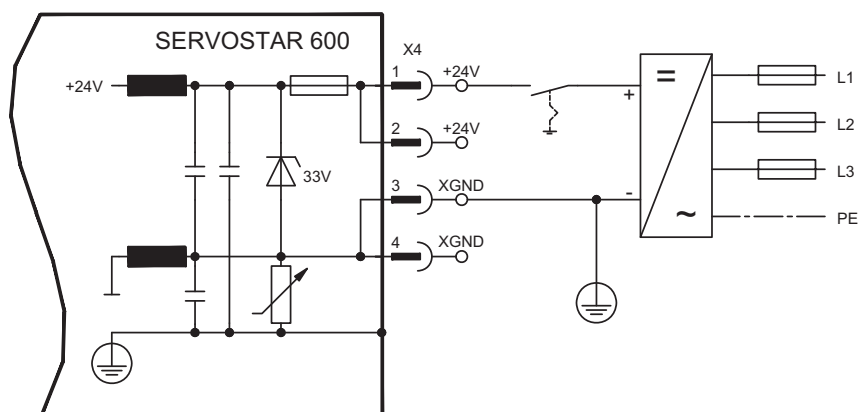 SERVOSTAR 600
X4
+24V
1
+24V
2
+24V
33V
3
XGND
4
XGND
+
-
=
~
L1
L2
L3
PE